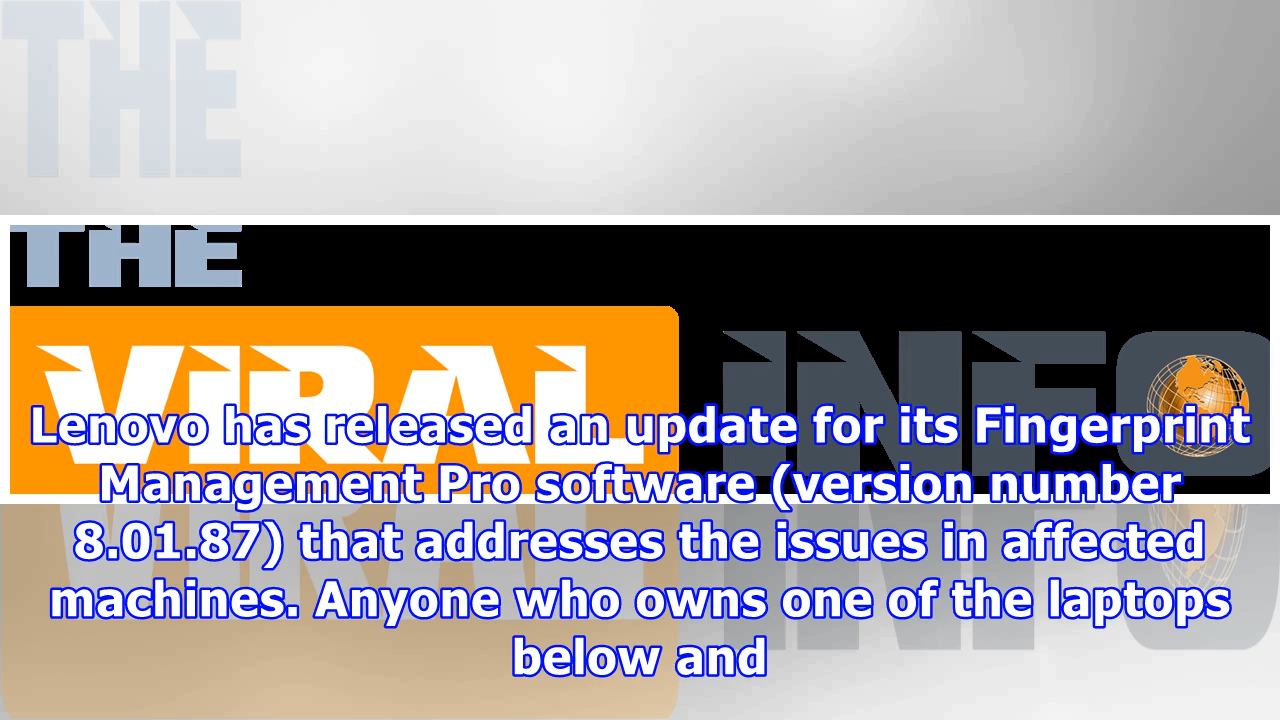 THE
THE
VIRAL INFO
Lenovo has released an update for its Fingerprint
Management Pro software (version number
8.01.87) that addresses the issues in affected
machines. Anyone who owns one of the laptops
below and